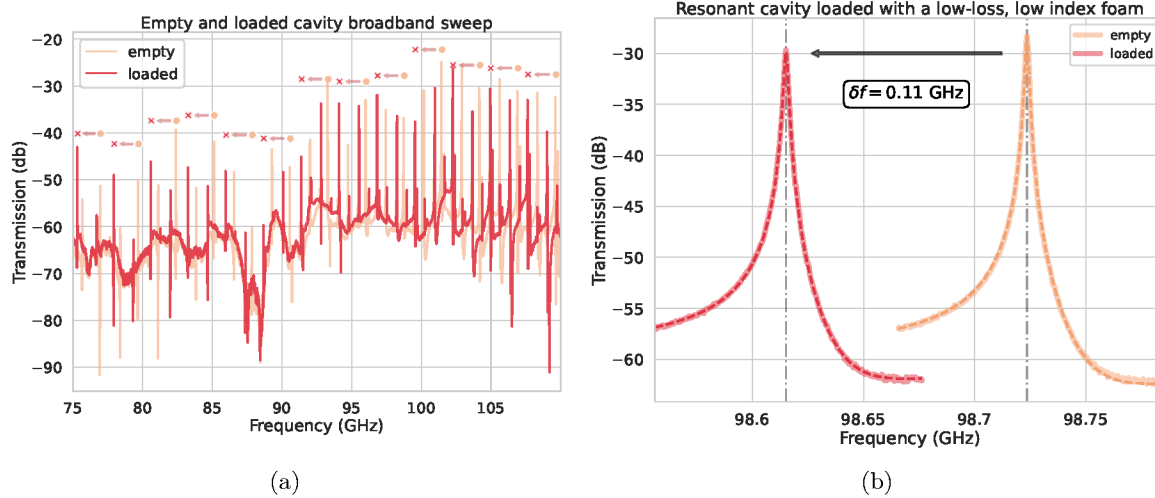 Empty and loaded cavity broadband sweep
Transmission (db)
−20
−30
−40
−50
−60
−70
−80
−90
empty
loaded
75 80 85 90 95 100 105
Frequency (GHz)
(a)
Resonant cavity loaded with a low-loss, low index foam
Transmission (dB)
−30
−35
−40
−45
−50
−55
−60
empty
loaded
δf = 0.11 GHz
98.6 98.65 98.7 98.75
Frequency (GHz)
(b)